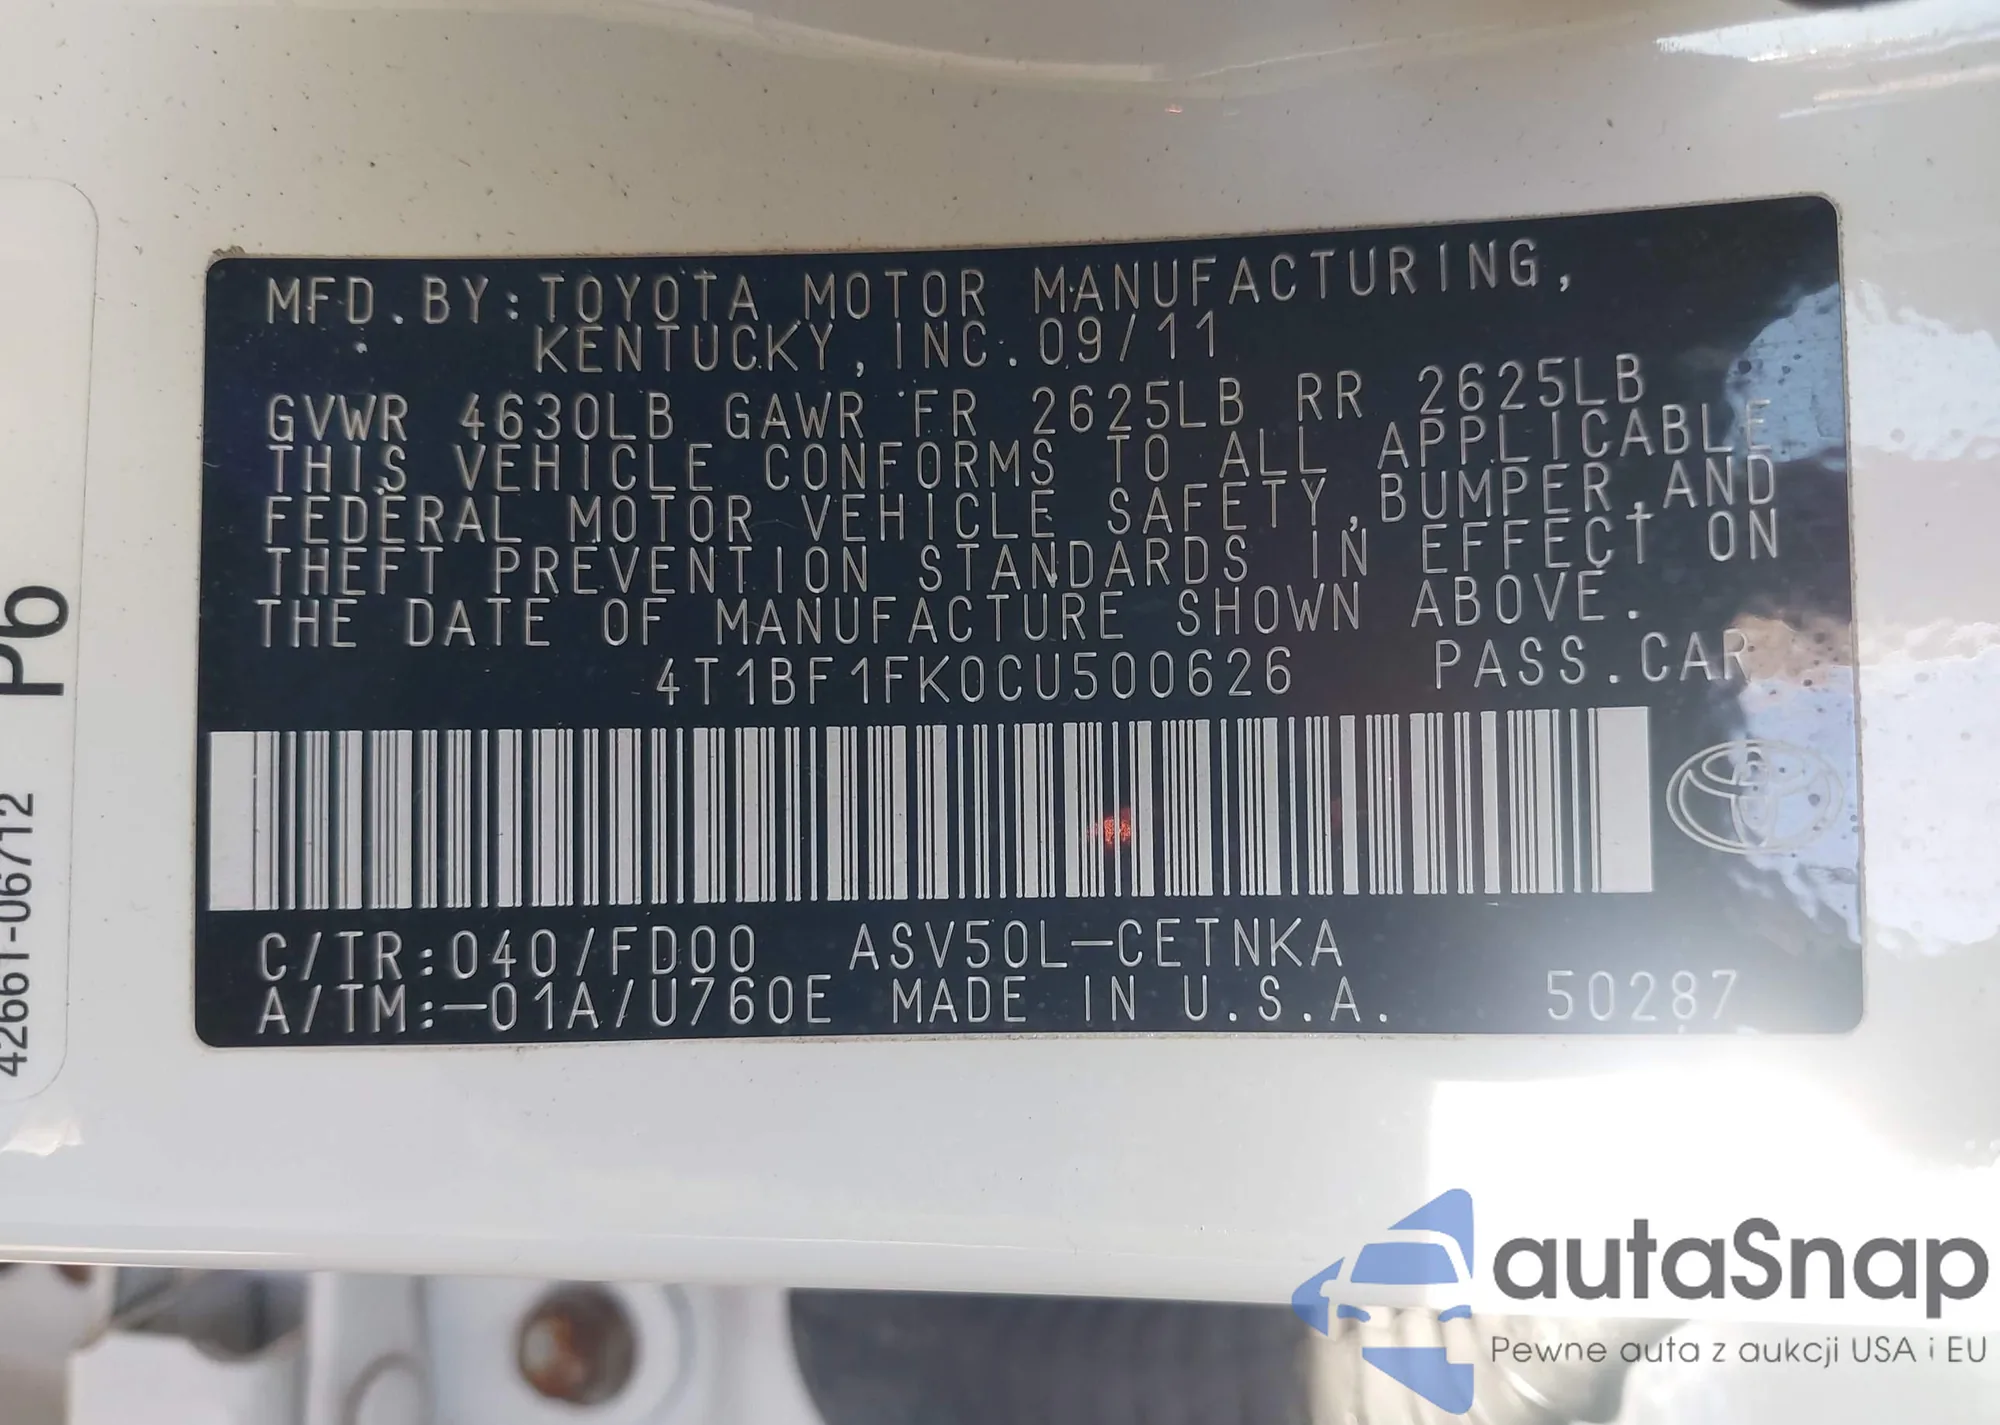 MFD.BY:TOYOTA MOTOR MANUFACTURING,
KENTUCKY,INC.09/11
GVWR 4630LB GAWR FR 2625LB RR 2625LB
THIS VEHICLE CONFORMS TO ALL APPLICABLE
FEDERAL MOTOR VEHICLE SAFETY,BUMPER,AND
THEFT PREVENTION STANDARDS IN EFFECT ON
THE DATE OF MANUFACTURE SHOWN ABOVE.
4T1BF1FK0CU500626 PASS.CAR
C/TR:040/FD00 ASV50L-CETNKA
A/TM:-01A/U760E MADE IN U.S.A. 50287
Pb
42661-06712
autaSnap
Pewne auta z aukcji USA i EU